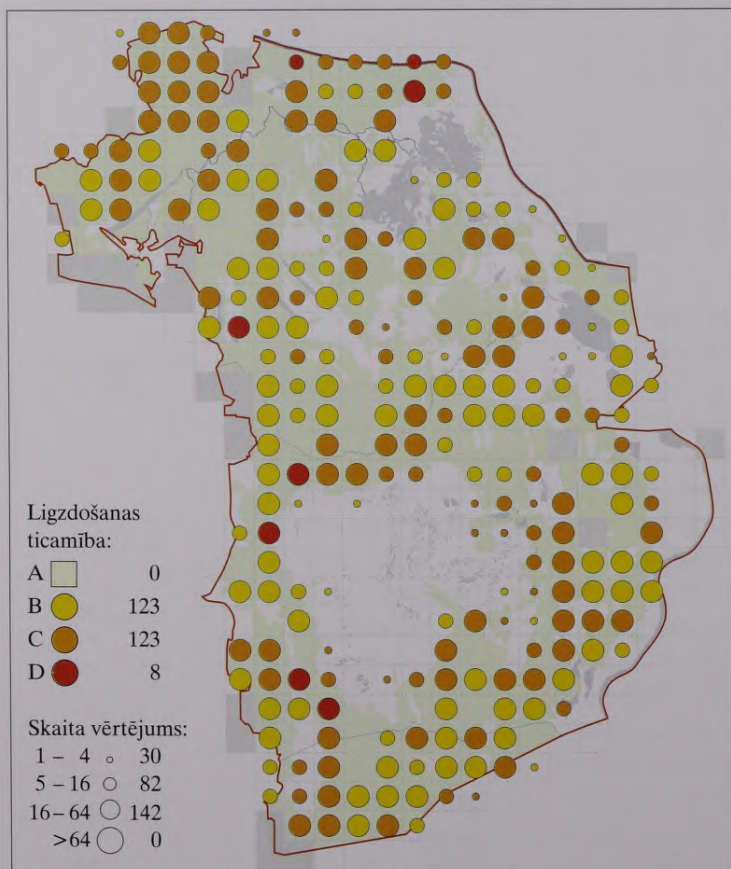 Ligzdošanas
ticamība:
A 0
B 123
C 123
D 8
Skaita vērtējums:
1 – 4 30
5 – 16 82
16 – 64 142
>64 0